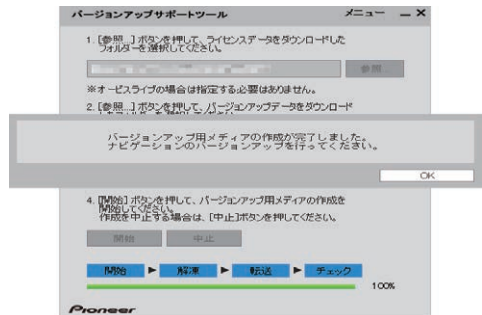 バージョンアップサポートツール
メニュー
1. [参照...]ボタンを押して、ライセンスデータをダウンロードした
フォルダーを選択してください。
参照...
※オービスライブの場合は指定する必要はありません。
2. [参照...]ボタンを押して、バージョンアップデータをダウンロード
バージョンアップ用メディアの作成が完了しました。
ナビゲーションのバージョンアップを行ってください。
OK
4. [開始]ボタンを押して、バージョンアップ用メディアの作成を
開始してください。
作成を中止する場合は、[中止]ボタンを押してください。
開始 中止
開始 ▶ 解凍 ▶ 転送 ▶ チェック
100%
Pioneer